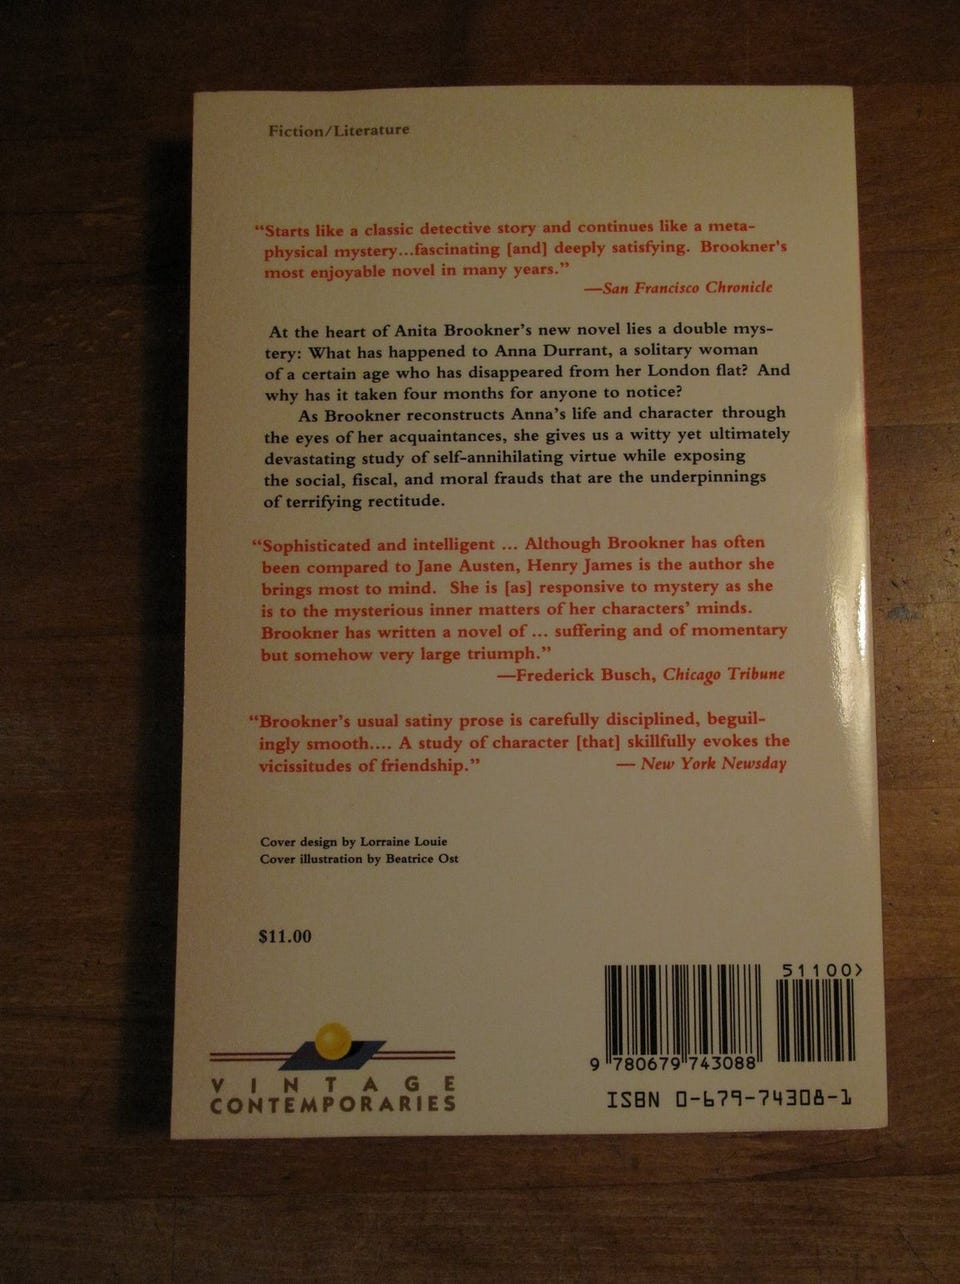 Fiction/Literature
“Starts like a classic detective story and continues like a meta-
physical mystery...fascinating [and] deeply satisfying. Brookner's
most enjoyable novel in many years.”
—San Francisco Chronicle
At the heart of Anita Brookner’s new novel lies a double mys-
tery: What has happened to Anna Durrant, a solitary woman
of a certain age who has disappeared from her London flat? And
why has it taken four months for anyone to notice?
As Brookner reconstructs Anna’s life and character through
the eyes of her acquaintances, she gives us a witty yet ultimately
devastating study of self-annihilating virtue while exposing
the social, fiscal, and moral frauds that are the underpinnings
of terrifying rectitude.
“Sophisticated and intelligent ... Although Brookner has often
been compared to Jane Austen, Henry James is the author she
brings most to mind. She is [as] responsive to mystery as she
is to the mysterious inner matters of her characters’ minds.
Brookner has written a novel of ... suffering and of momentary
but somehow very large triumph.”
—Frederick Busch, Chicago Tribune
“Brookner’s usual satiny prose is carefully disciplined, beguil-
ingly smooth.... A study of character [that] skillfully evokes the
vicissitudes of friendship.” — New York Newsday
Cover design by Lorraine Louie
Cover illustration by Beatrice Ost
$11.00
VINTAGE
CONTEMPORARIES
51100>
9 780679 743088
ISBN 0-679-74308-1